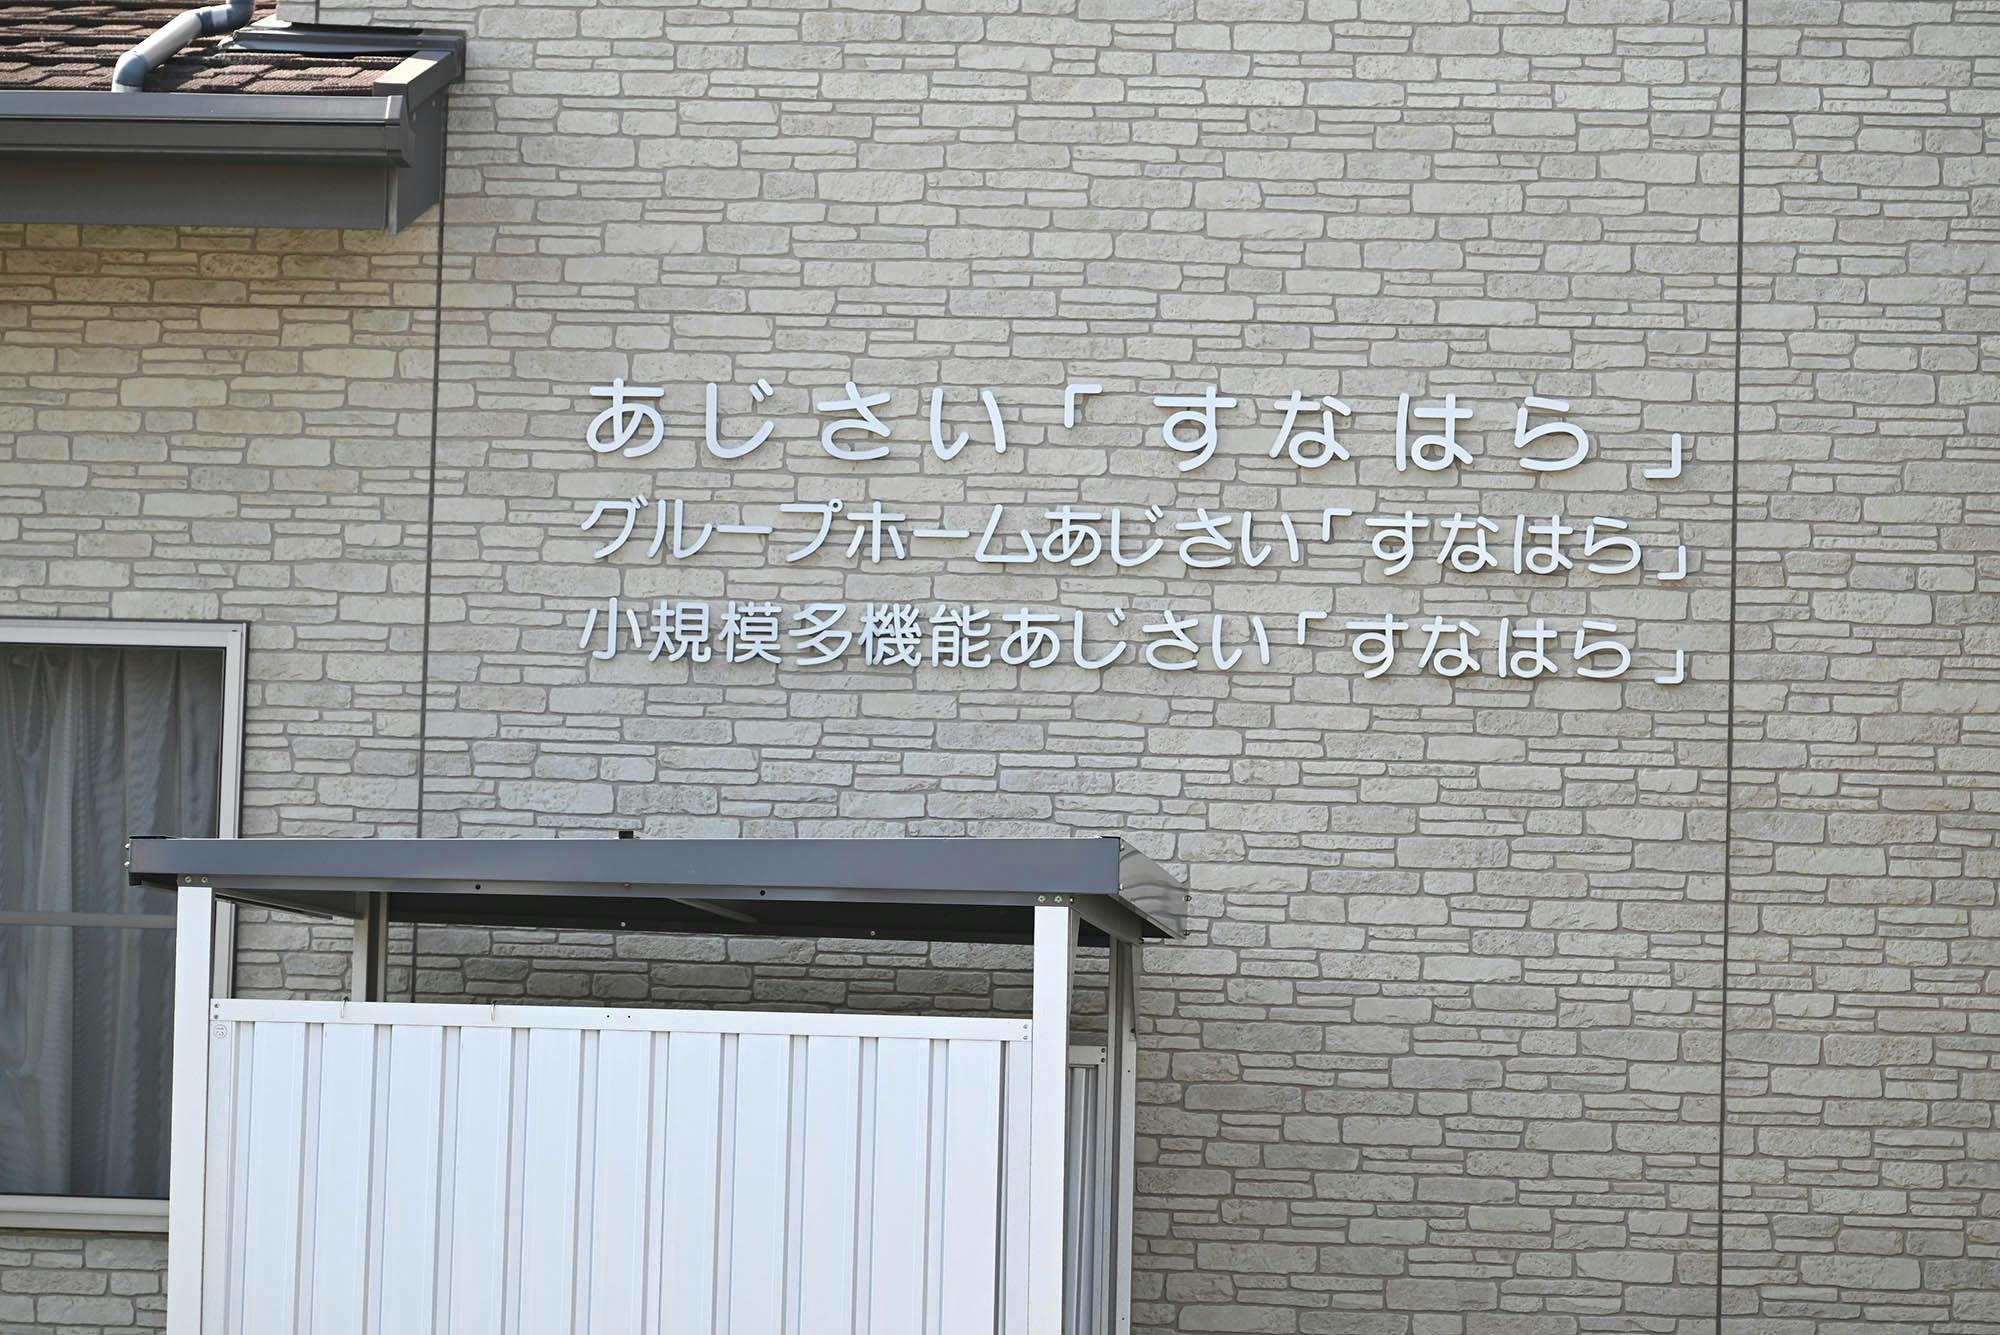 あじさい「すなはら」
グループホームあじさい「すなはら」
小規模多機能あじさい「すなはら」